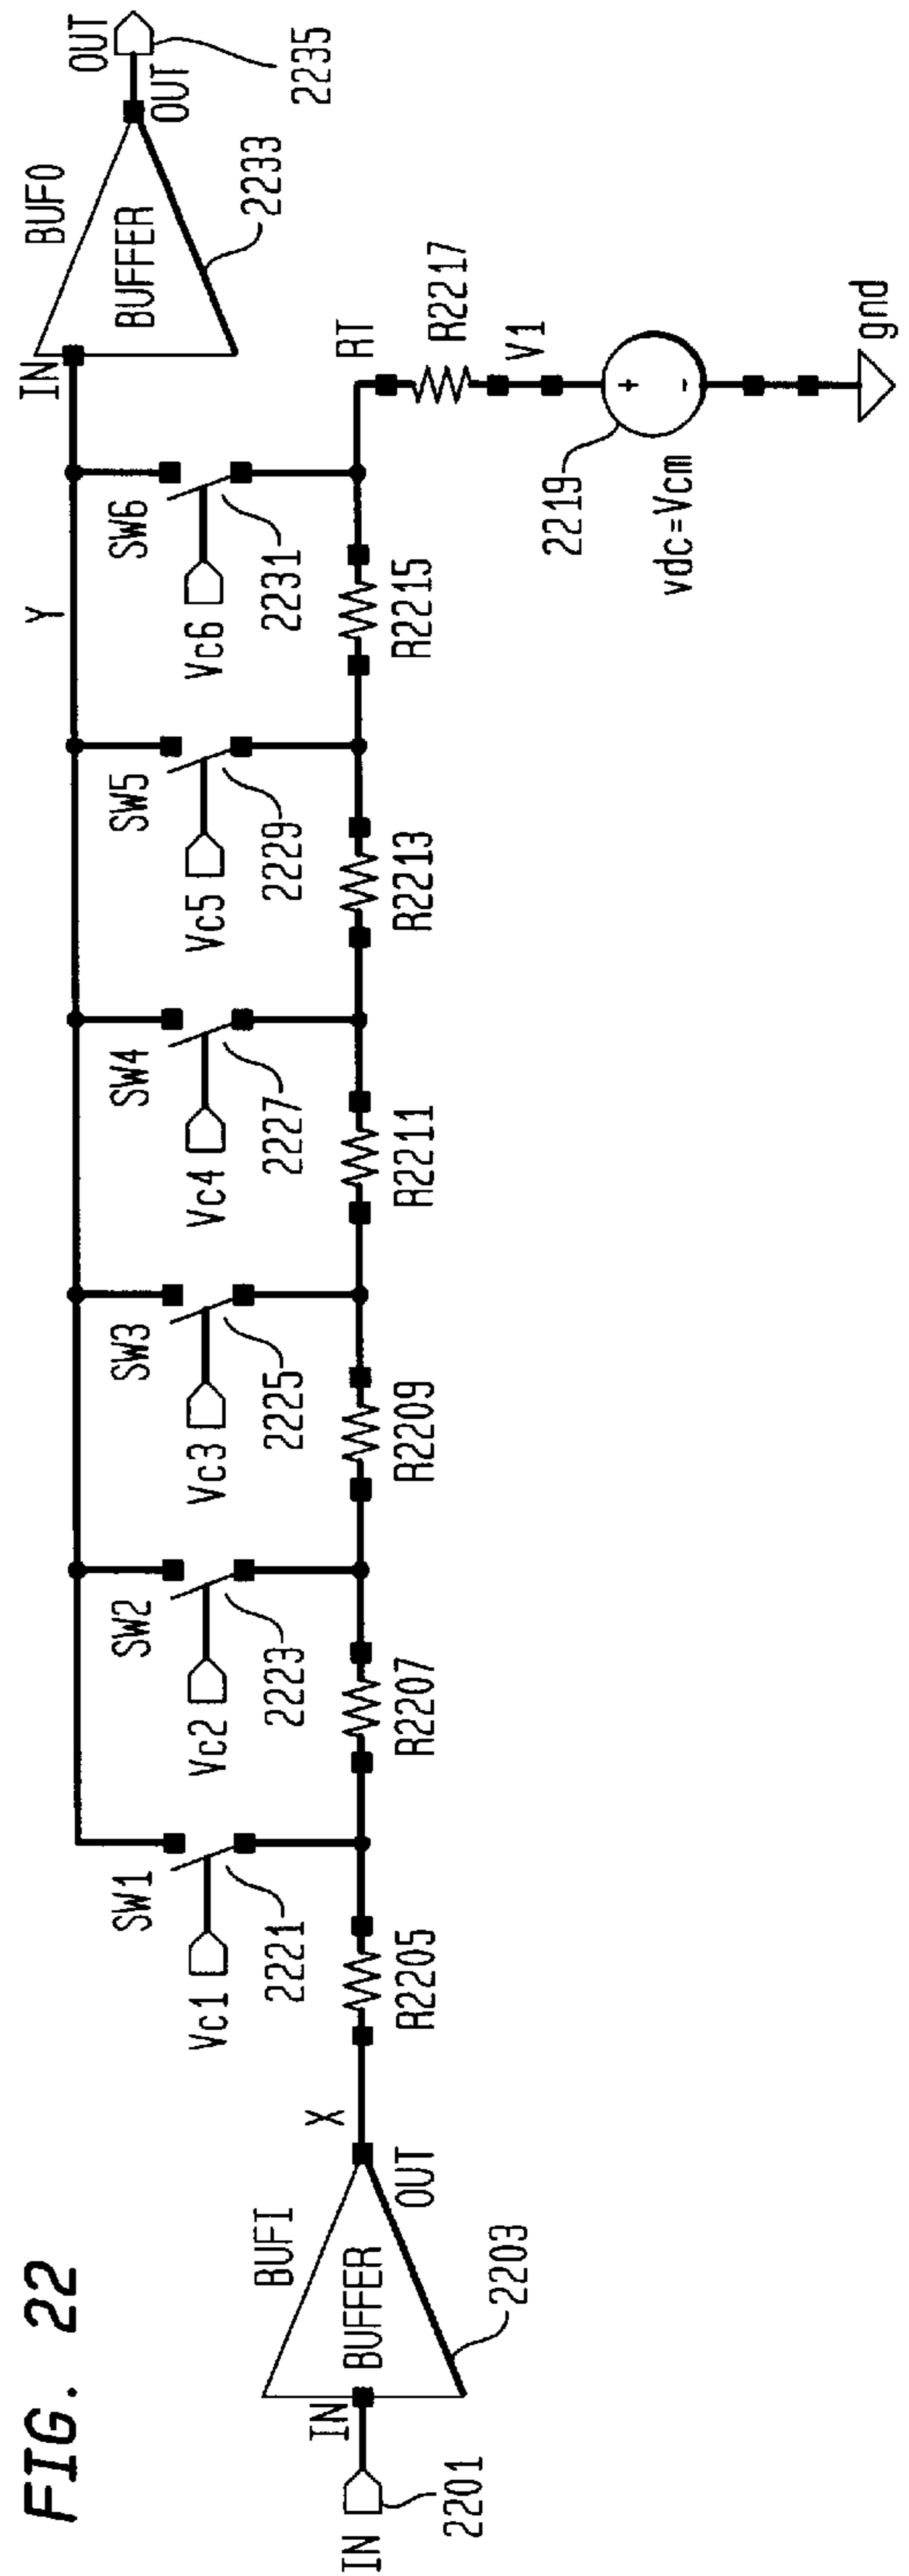 FIG. 22
IN
2201
IN
BUFFER
BUFI
2203
OUT
X
R2205
Vc1
SW1
2221
R2207
Vc2
SW2
2223
R2209
Vc3
SW3
2225
R2211
Vc4
SW4
2227
R2213
Vc5
SW5
2229
R2215
Vc6
SW6
2231
Y
RT
R2217
V1
2219
+
-
vdc=Vcm
gnd
IN
BUFFER
BUFO
2233
OUT
OUT
2235